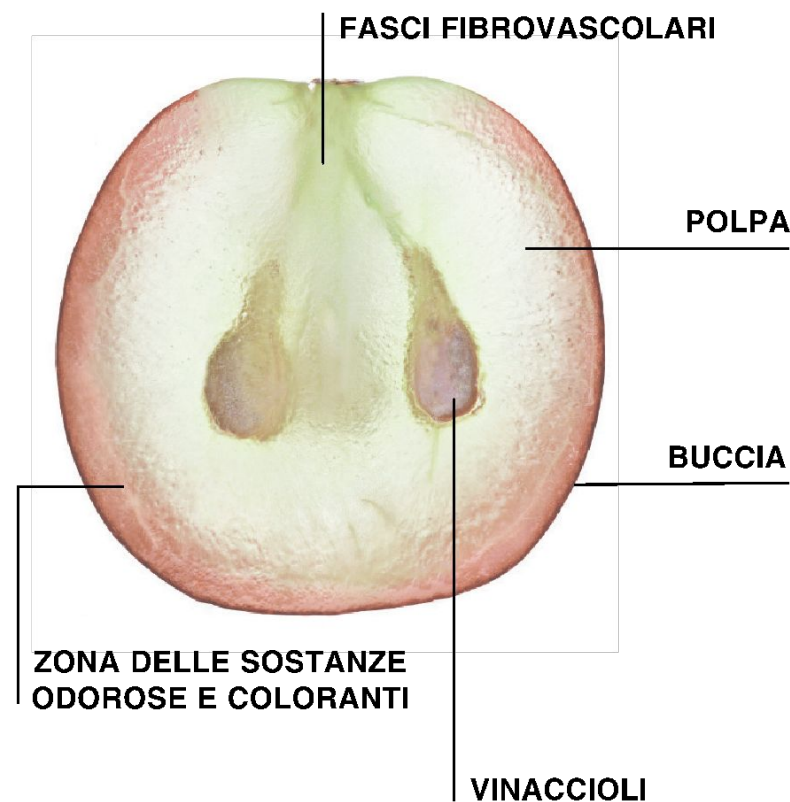 FASCI FIBROVASCOLARI
POLPA
BUCCIA
ZONA DELLE SOSTANZE
ODOROSE E COLORANTI
VINACCIOLI